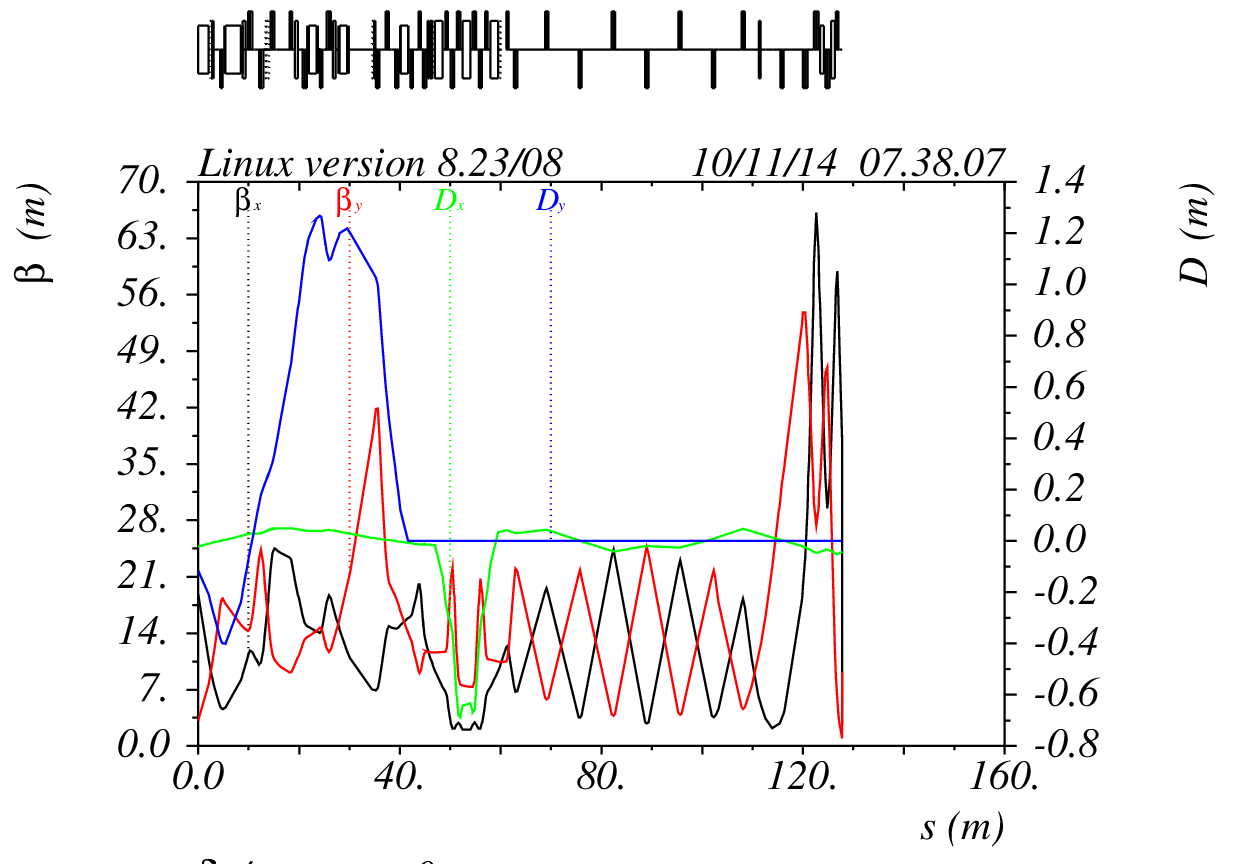 Linux version 8.23/08 10/11/14 07.38.07
β (m)
D (m)
βx βy Dx Dy
70. 1.4
63. 1.2
56. 1.0
49. 0.8
42. 0.6
35. 0.4
28. 0.2
21. 0.0
14. -0.2
7. -0.4
0.0 -0.6
-0.8
0.0 40. 80. 120. 160.
s (m)